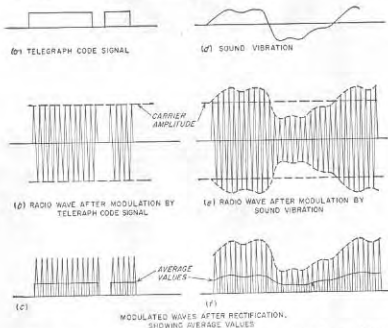 (a) TELEGRAPH CODE SIGNAL
(d) SOUND VIBRATION
CARRIER
AMPLITUDE
(b) RADIO WAVE AFTER MODULATION BY
TELEGRAPH CODE SIGNAL
(e) RADIO WAVE AFTER MODULATION BY
SOUND VIBRATION
AVERAGE
VALUES
(c)
(f)
MODULATED WAVES AFTER RECTIFICATION,
SHOWING AVERAGE VALUES